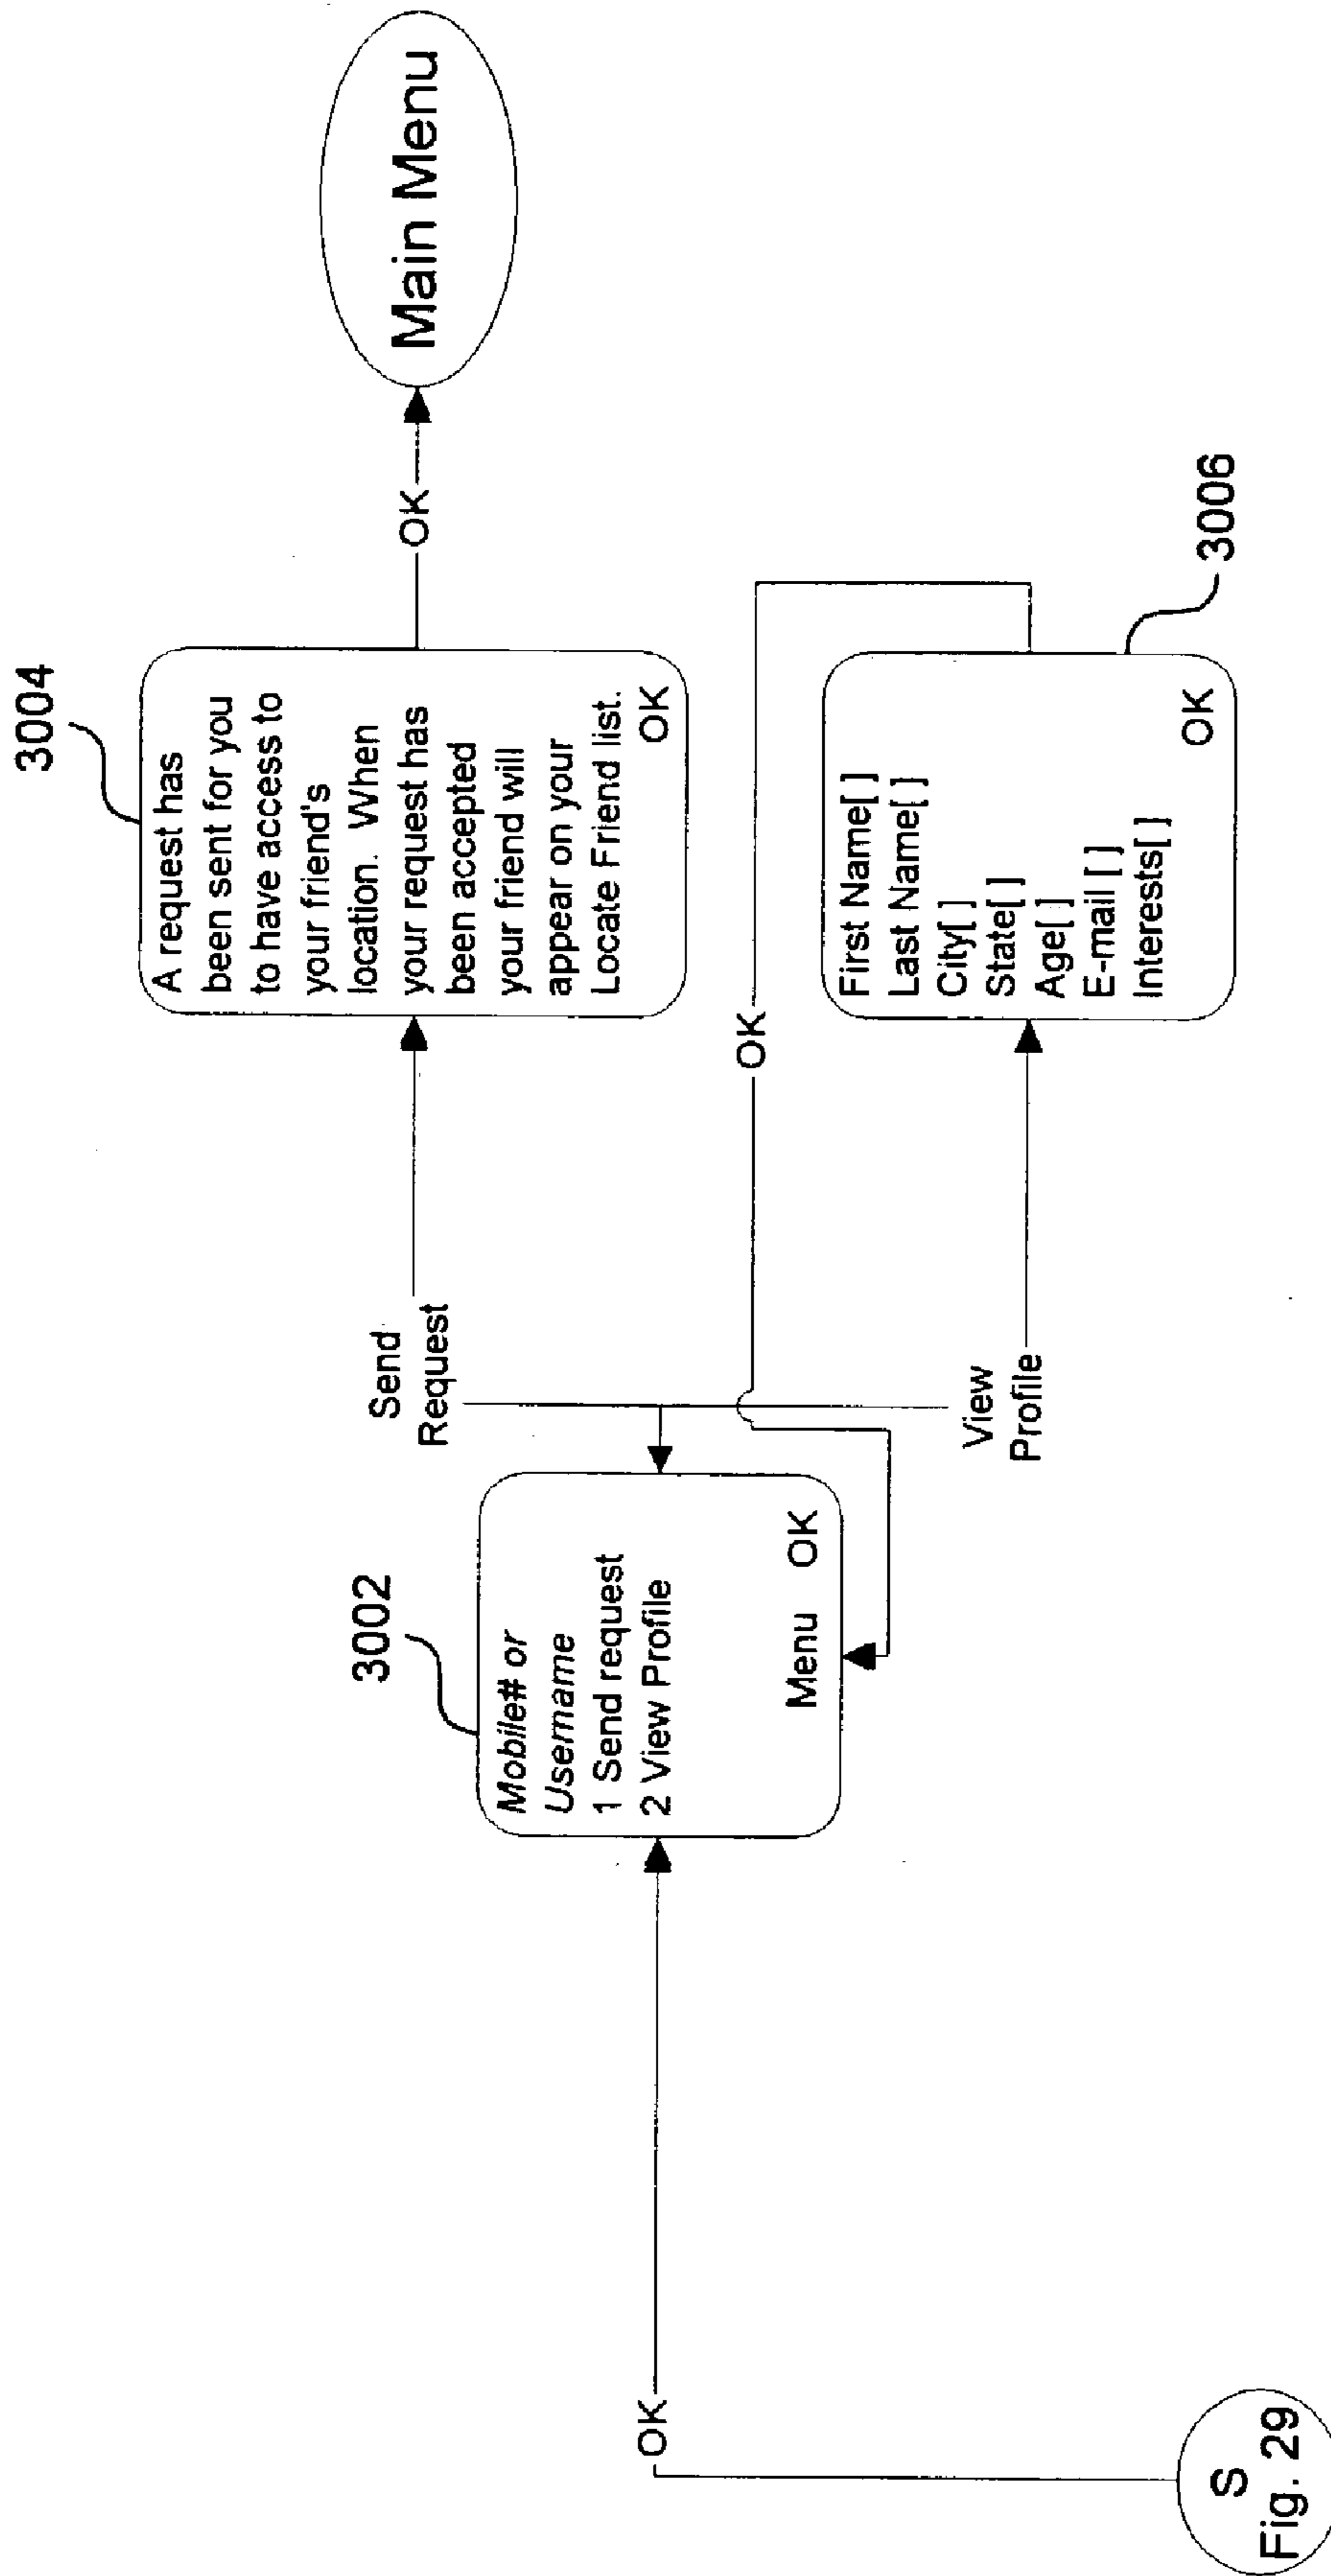 3004
A request has
been sent for you
to have access to
your friend's
location. When
your request has
been accepted
your friend will
appear on your
Locate Friend list.
OK
OK
Main Menu
Send
Request
3002
Mobile# or
Username
1 Send request
2 View Profile
Menu OK
OK
OK
View
Profile
First Name[ ]
Last Name[ ]
City[ ]
State[ ]
Age[ ]
E-mail [ ]
Interests[ ]
OK
3006
S
Fig. 29